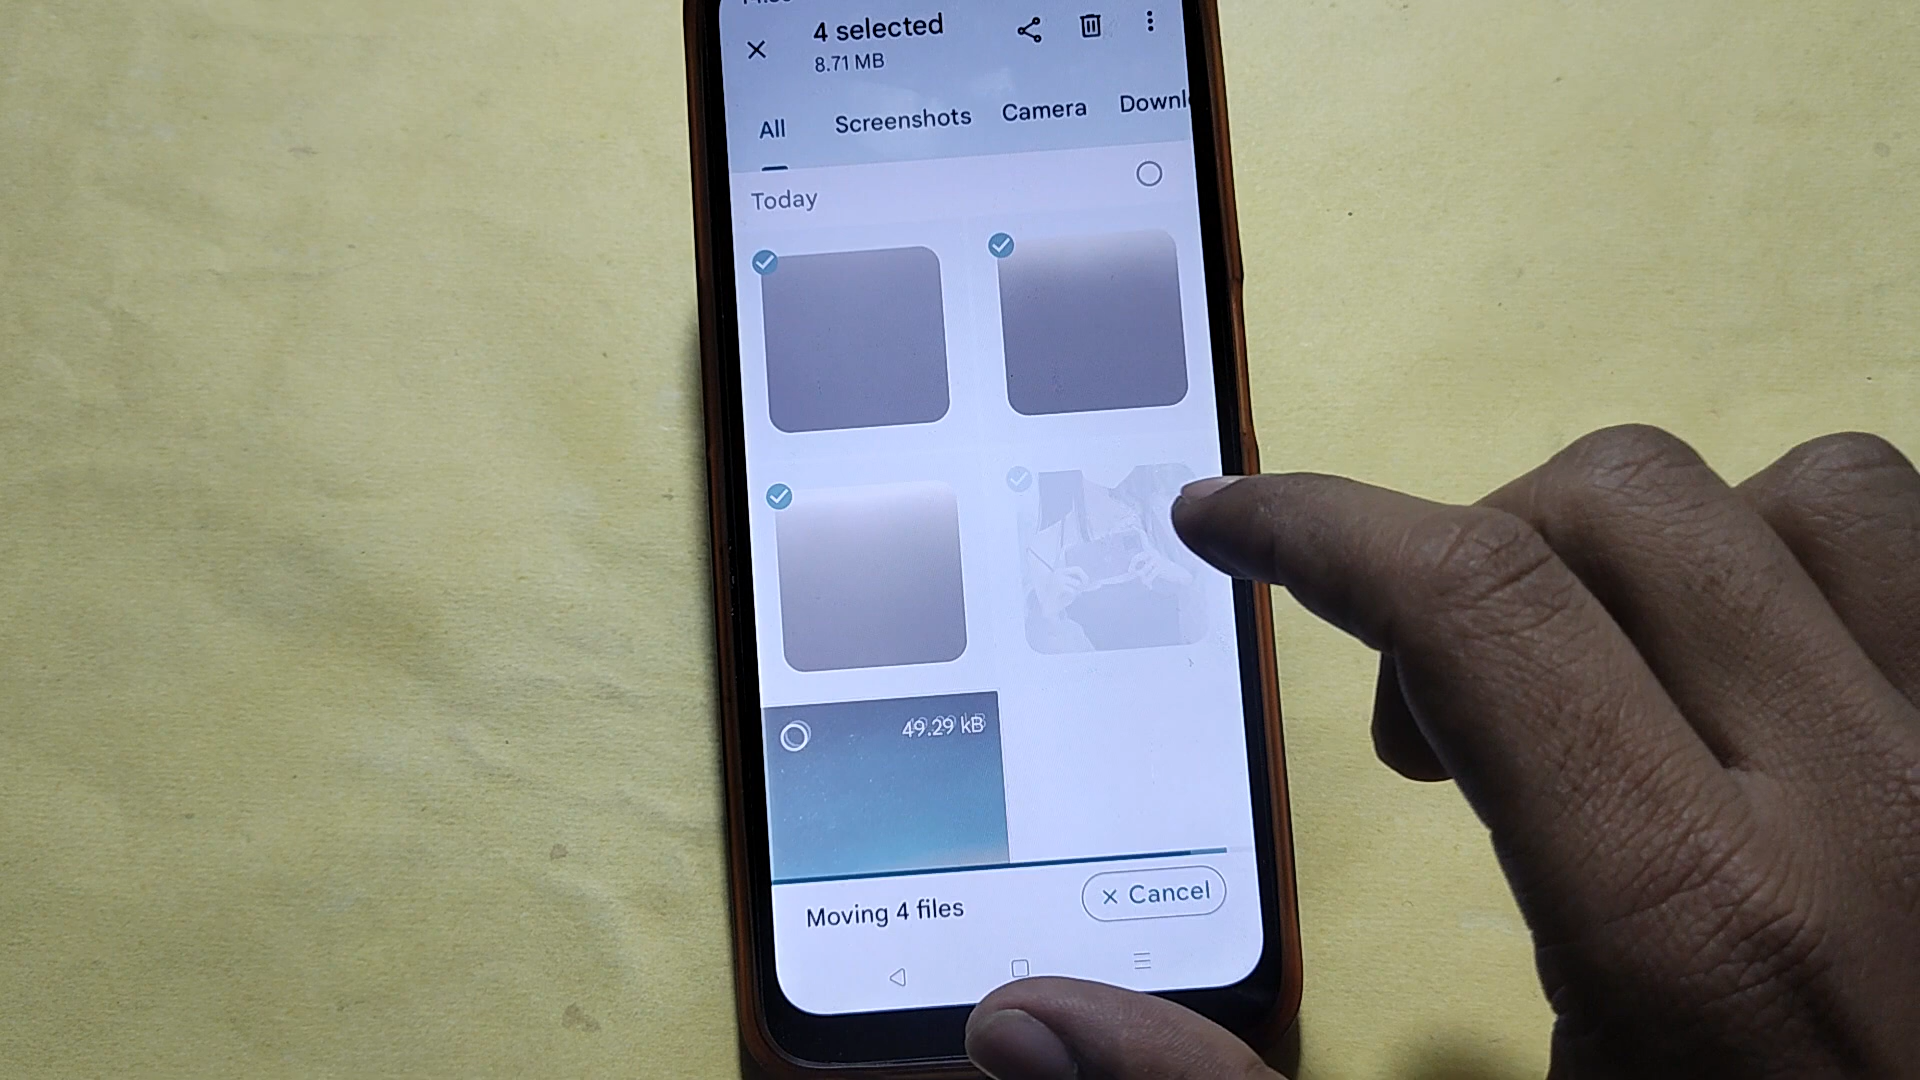 4 selected
8.71 MB
All Screenshots Camera Downl
Today
49.29 kB
Moving 4 files
Cancel